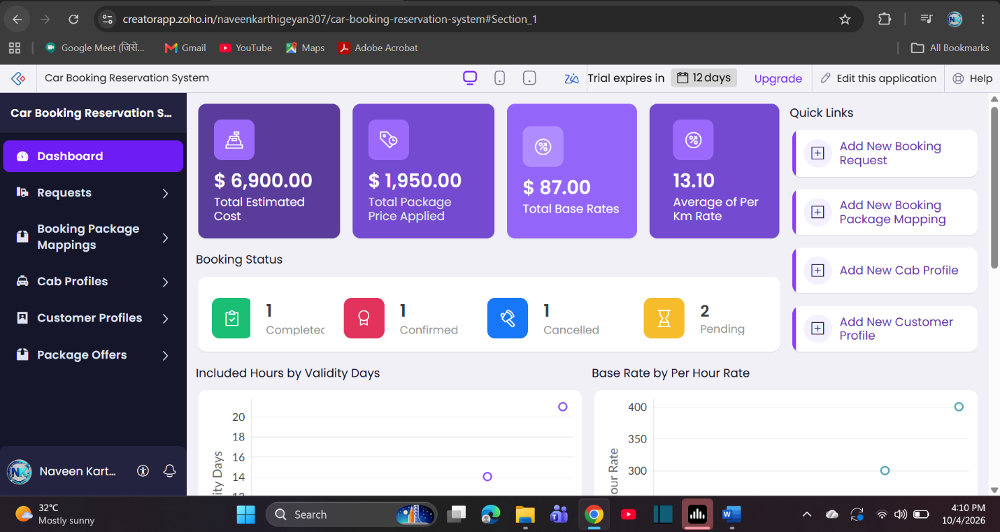 creatorapp.zoho.in/naveenkarthigeyan307/car-booking-reservation-system#Section_1
Google Meet (जिसे...
Gmail
YouTube
Maps
Adobe Acrobat
All Bookmarks
Car Booking Reservation System
Zia
Trial expires in
12 days
Upgrade
Edit this application
Help
Car Booking Reservation S...
Dashboard
Requests
Booking Package
Mappings
Cab Profiles
Customer Profiles
Package Offers
Naveen Kart...
$ 6,900.00
Total Estimated
Cost
$ 1,950.00
Total Package
Price Applied
$ 87.00
Total Base Rates
13.10
Average of Per
Km Rate
Quick Links
Add New Booking
Request
Add New Booking
Package Mapping
Add New Cab Profile
Add New Customer
Profile
Booking Status
1
Completed
1
Confirmed
1
Cancelled
2
Pending
Included Hours by Validity Days
20
18
16
14
ity Days
Base Rate by Per Hour Rate
400
350
300
our Rate
32°C
Mostly sunny
Search
4:10 PM
10/4/2026